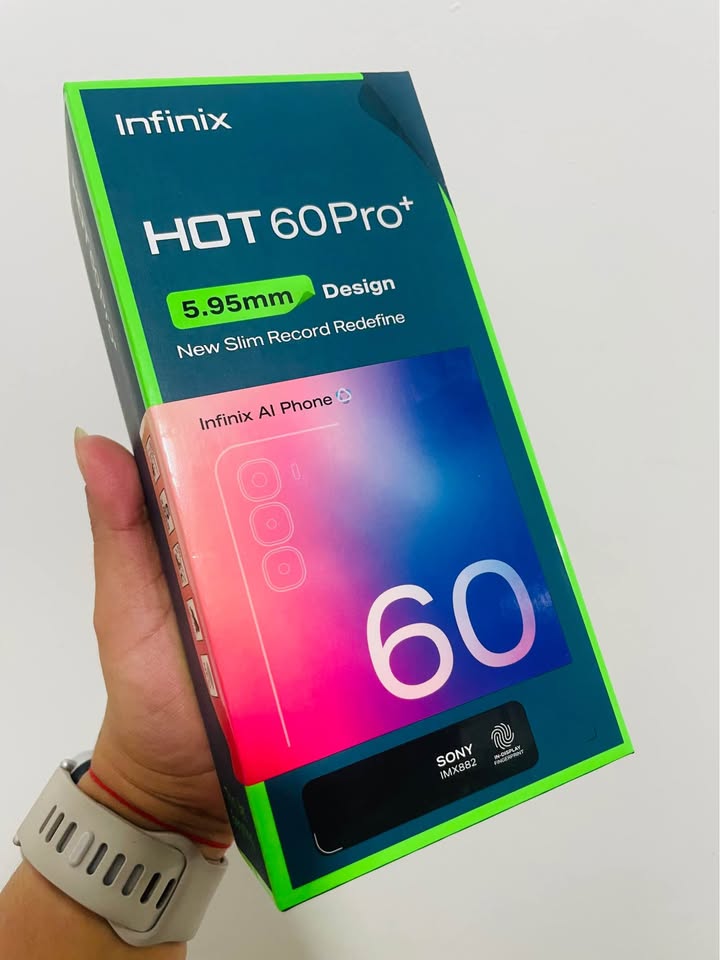 Infinix
HOT 60Pro+
5.95mm Design
New Slim Record Redefine
Infinix AI Phone
60
SONY
IMX882
IN-DISPLAY
FINGERPRINT